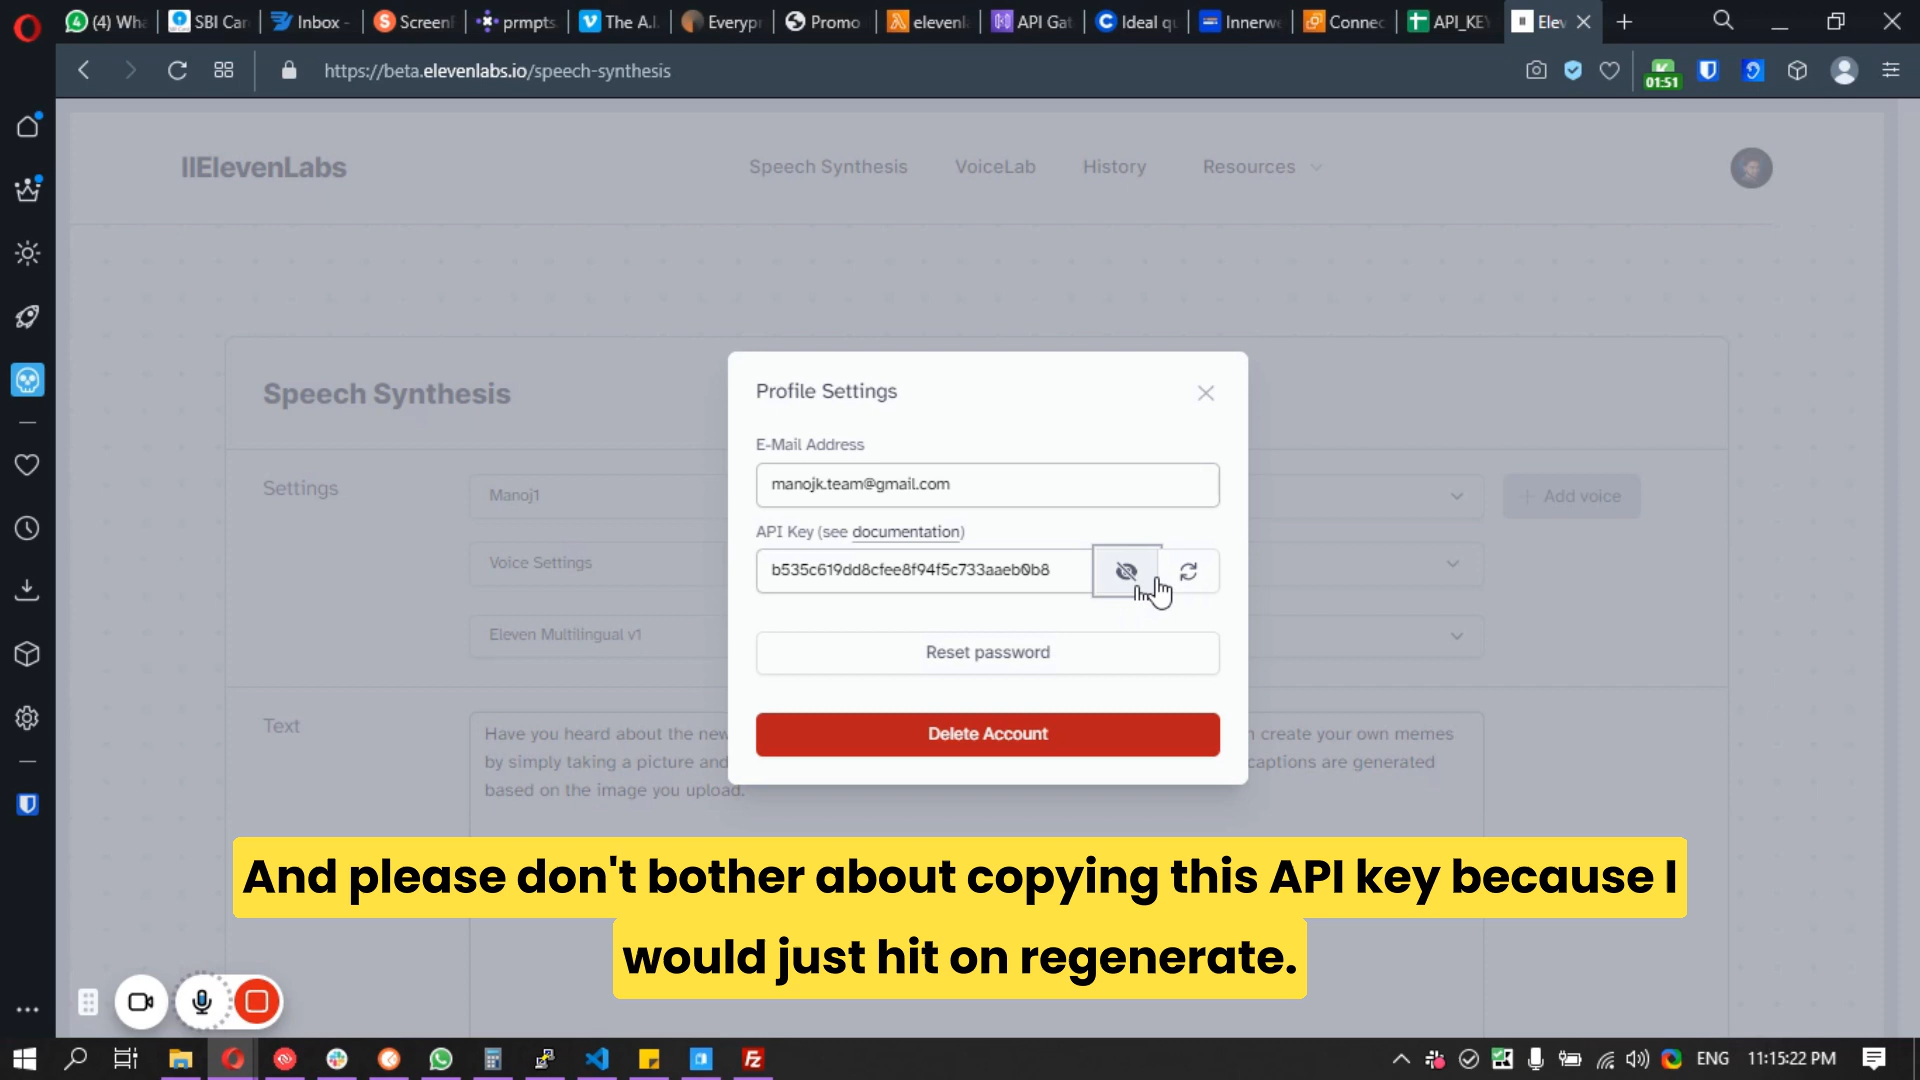 (4) Wh
SBI Car
Inbox -
Screenf
prmpts.
The A.I.
Everypr
Promo
elevenla
API Gat
Ideal qu
Innerwe
Connec
API_KEY
Elev
https://beta.elevenlabs.io/speech-synthesis
01:51
IIElevenLabs
Speech Synthesis
VoiceLab
History
Resources
Speech Synthesis
Settings
Manoj1
Add voice
Voice Settings
Eleven Multilingual v1
Text
Have you heard about the new
n create your own memes
by simply taking a picture and
captions are generated
based on the image you upload.
Profile Settings
E-Mail Address
manojk.team@gmail.com
API Key (see documentation)
b535c619dd8cfee8f94f5c733aaeb0b8
Reset password
Delete Account
And please don't bother about copying this API key because I
would just hit on regenerate.
ENG
11:15:22 PM